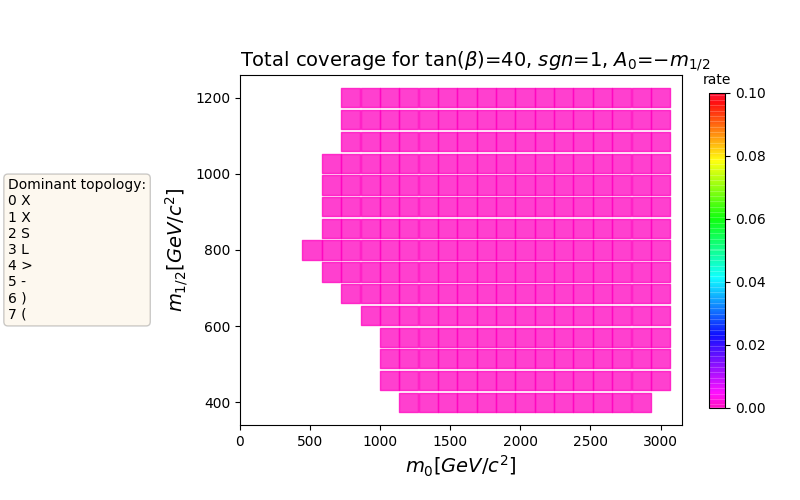 Total coverage for tan(β)=40, sgn=1, A₀=−m₁/₂
rate
Dominant topology:
0 X
1 X
2 S
3 L
4 >
5 -
6 )
7 (
m₁/₂[GeV/c²]
1200
1000
800
600
400
0 500 1000 1500 2000 2500 3000
m₀[GeV/c²]
0.10
0.08
0.06
0.04
0.02
0.00